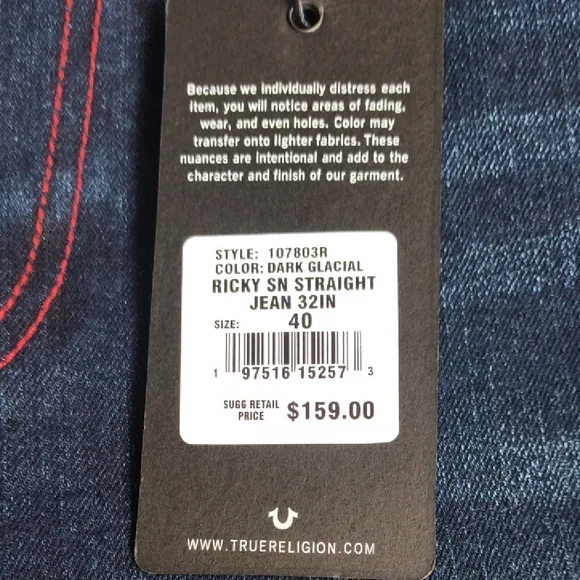 Because we individually distress each
item, you will notice areas of fading,
wear, and even holes. Color may
transfer onto lighter fabrics. These
nuances are intentional and add to the
character and finish of our garment.
STYLE: 107803R
COLOR: DARK GLACIAL
RICKY SN STRAIGHT
JEAN 32IN
SIZE: 40
1 97516 15257 3
SUGG RETAIL
PRICE $159.00
WWW.TRUERELIGION.COM